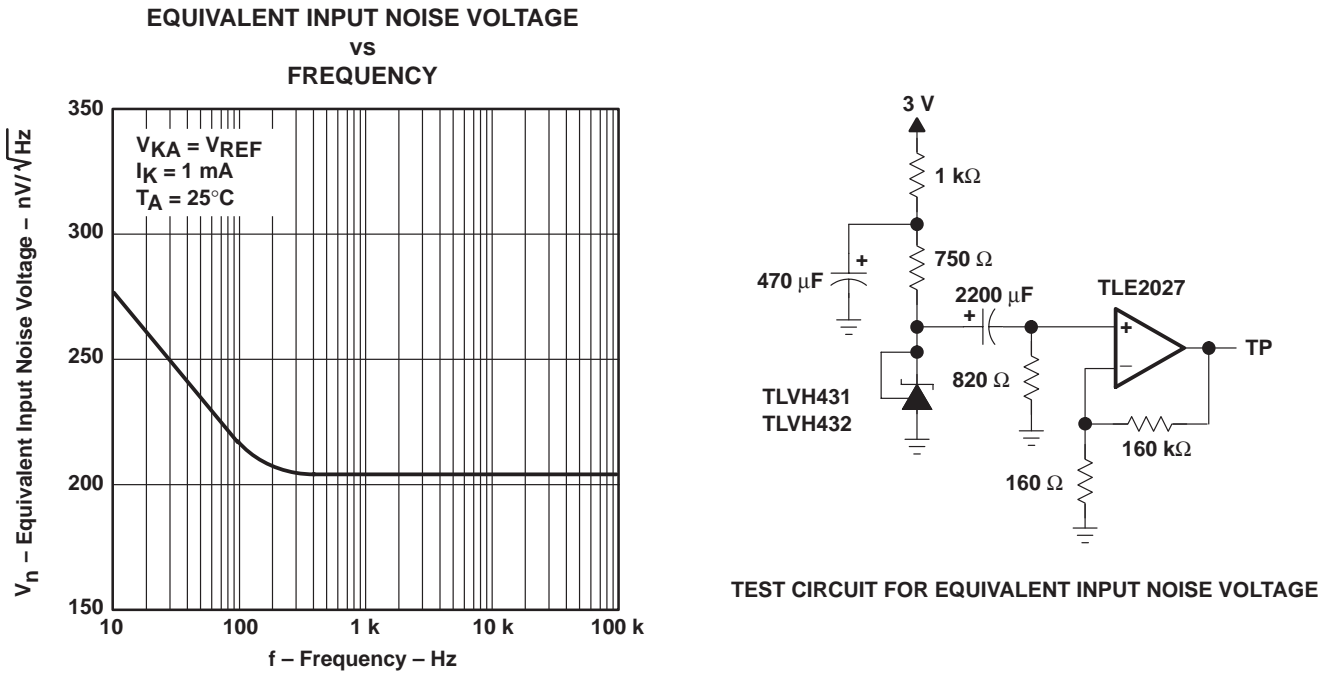 EQUIVALENT INPUT NOISE VOLTAGE
vs
FREQUENCY
V_n – Equivalent Input Noise Voltage – nV/√Hz
350
300
250
200
150
V_KA = V_REF
I_K = 1 mA
T_A = 25°C
10
100
1 k
10 k
100 k
f – Frequency – Hz
3 V
1 kΩ
750 Ω
470 µF
+
2200 µF
+
820 Ω
TLVH431
TLVH432
TLE2027
+
–
TP
160 kΩ
160 Ω
TEST CIRCUIT FOR EQUIVALENT INPUT NOISE VOLTAGE